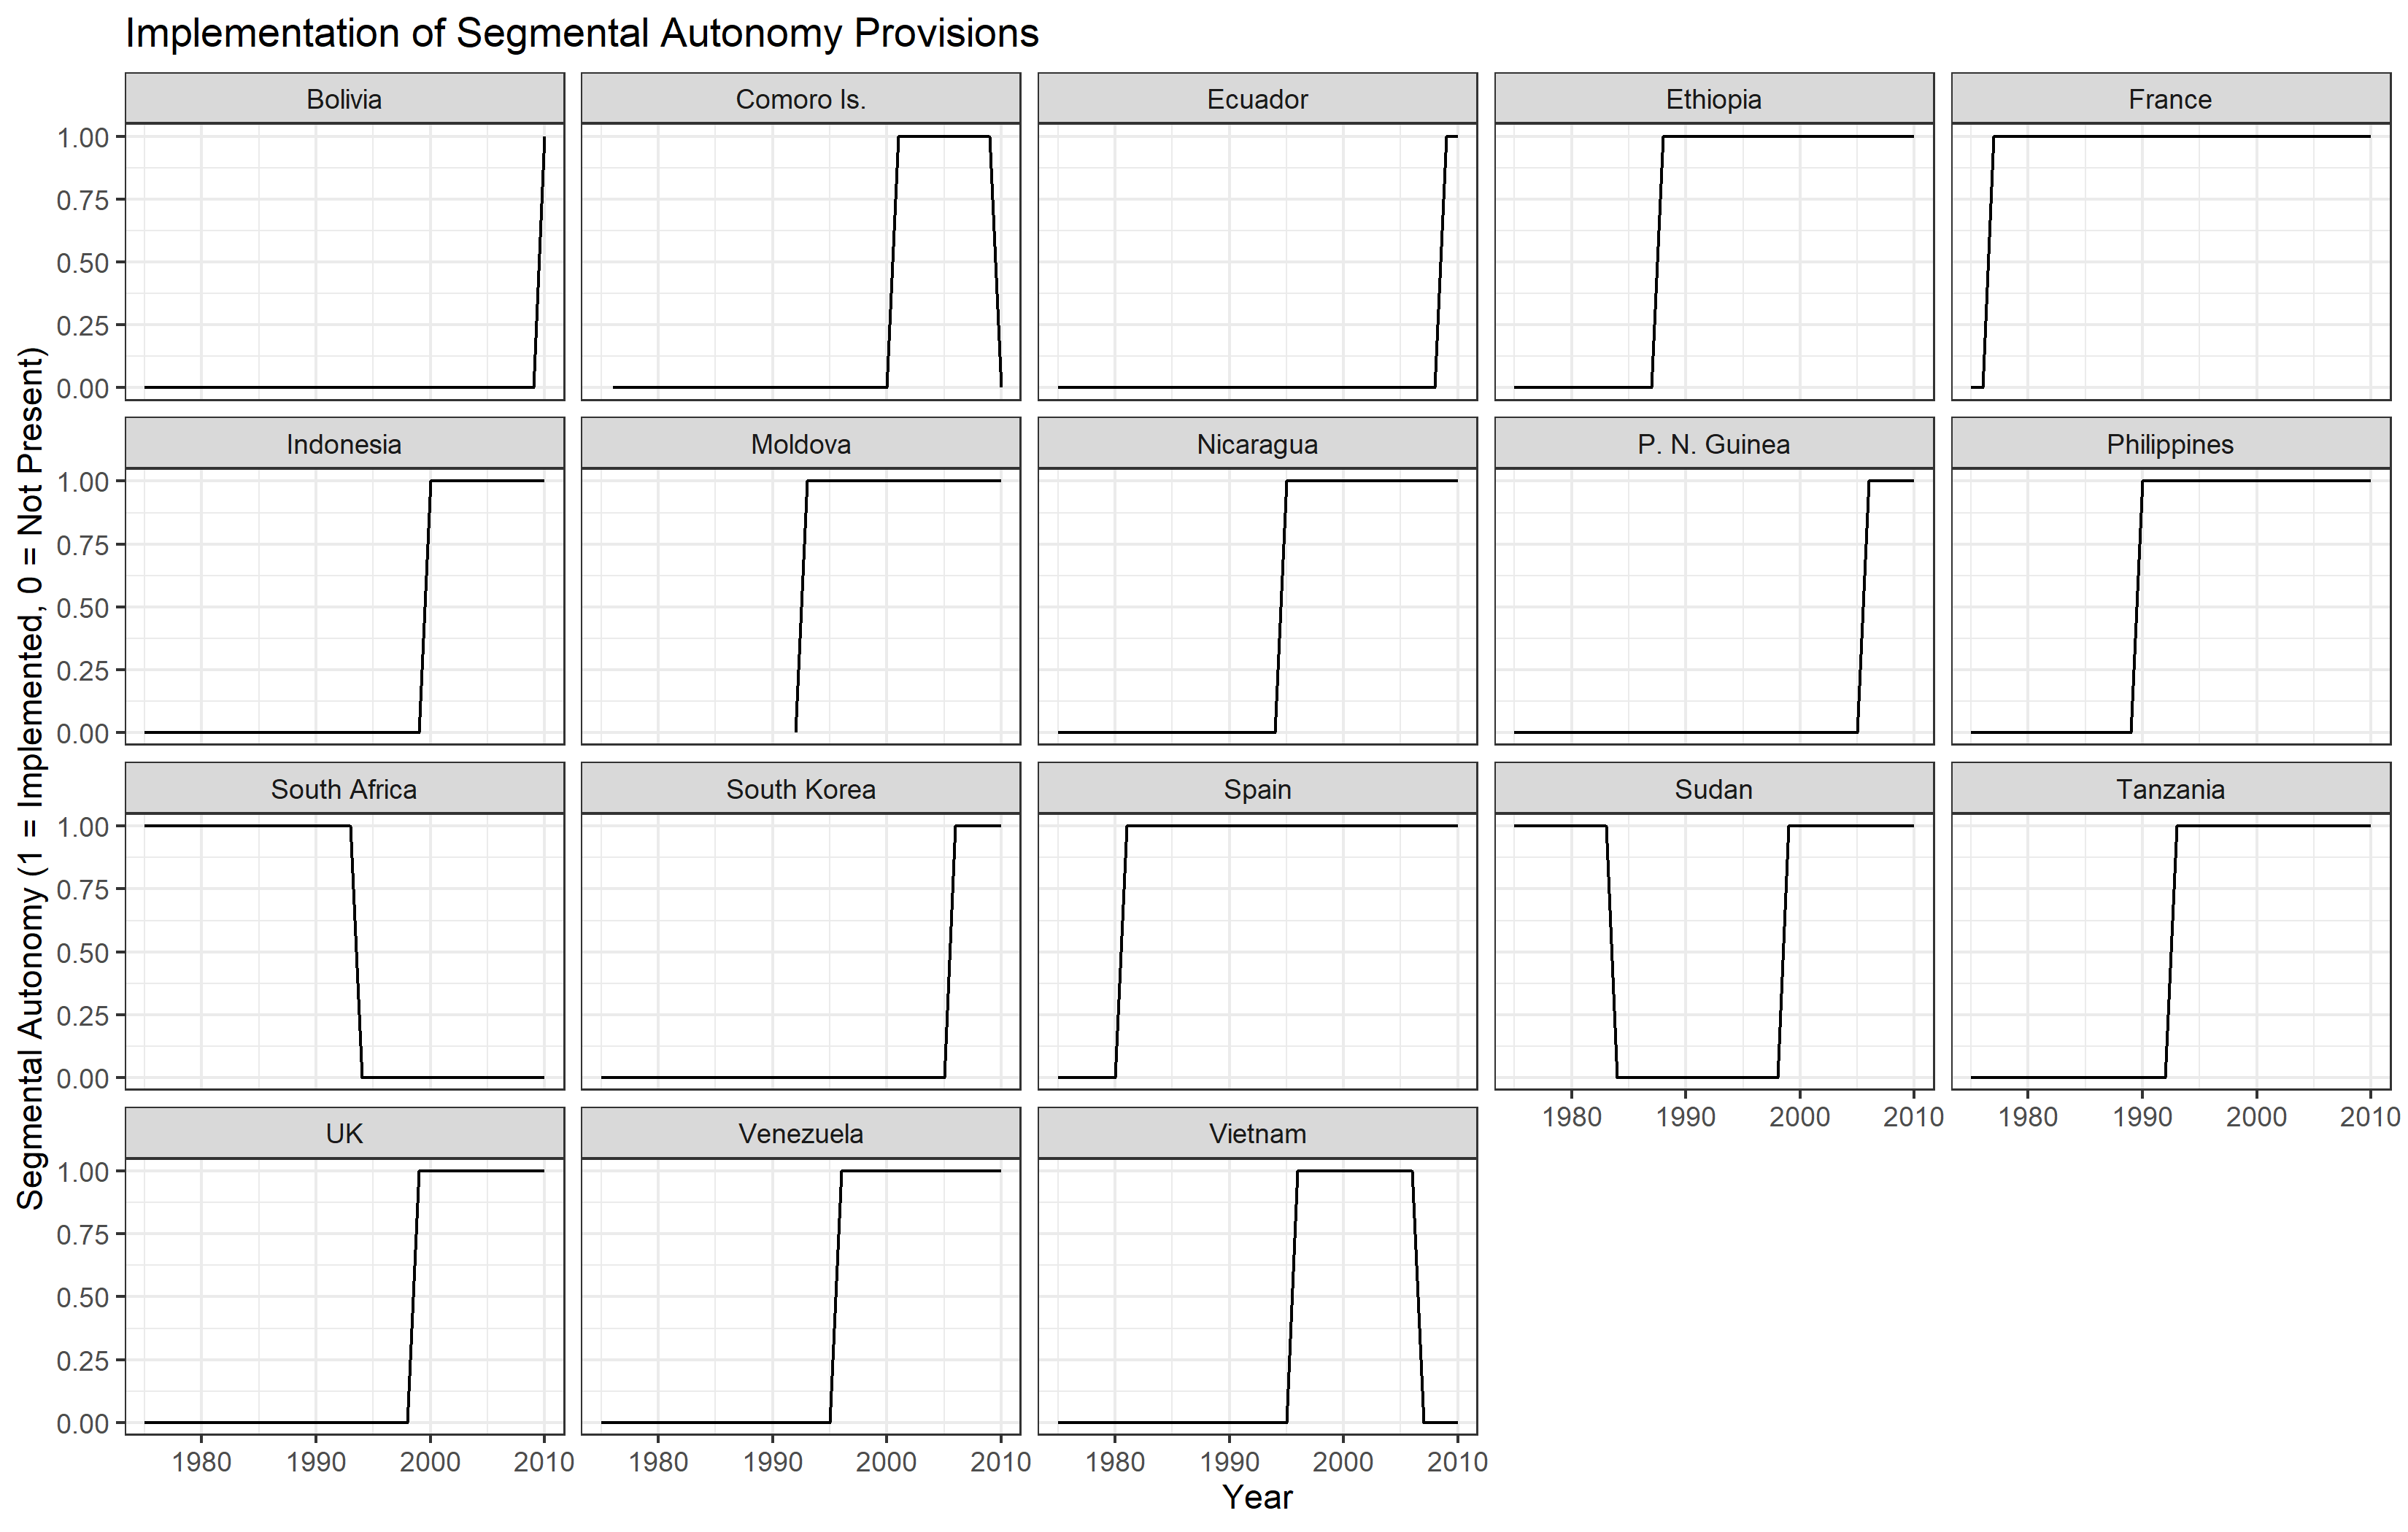 Implementation of Segmental Autonomy Provisions
Segmental Autonomy (1 = Implemented, 0 = Not Present)
Bolivia
Comoro Is.
Ecuador
Ethiopia
France
1.00
0.75
0.50
0.25
0.00
Indonesia
Moldova
Nicaragua
P. N. Guinea
Philippines
1.00
0.75
0.50
0.25
0.00
South Africa
South Korea
Spain
Sudan
Tanzania
1.00
0.75
0.50
0.25
0.00
1980 1990 2000 2010
1980 1990 2000 2010
UK
Venezuela
Vietnam
1.00
0.75
0.50
0.25
0.00
1980 1990 2000 2010
1980 1990 2000 2010
1980 1990 2000 2010
Year